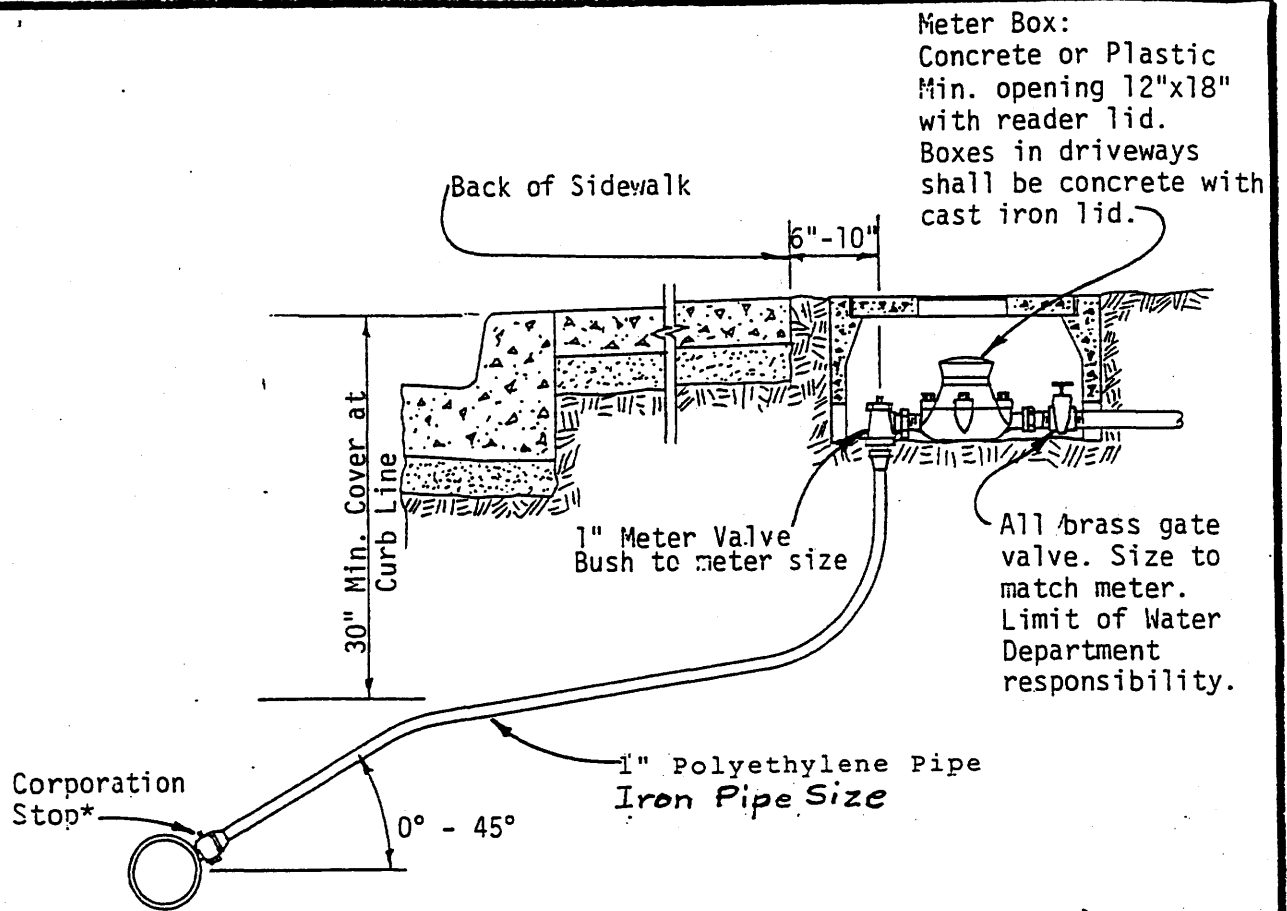 Meter Box:
Concrete or Plastic
Min. opening 12"x18"
with reader lid.
Boxes in driveways
shall be concrete with
cast iron lid.
Back of Sidewalk
6"-10"
30" Min. Cover at
Curb Line
1" Meter Valve
Bush to meter size
All brass gate
valve. Size to
match meter.
Limit of Water
Department
responsibility.
1" Polyethylene Pipe
Iron Pipe Size
Corporation
Stop*
0° - 45°